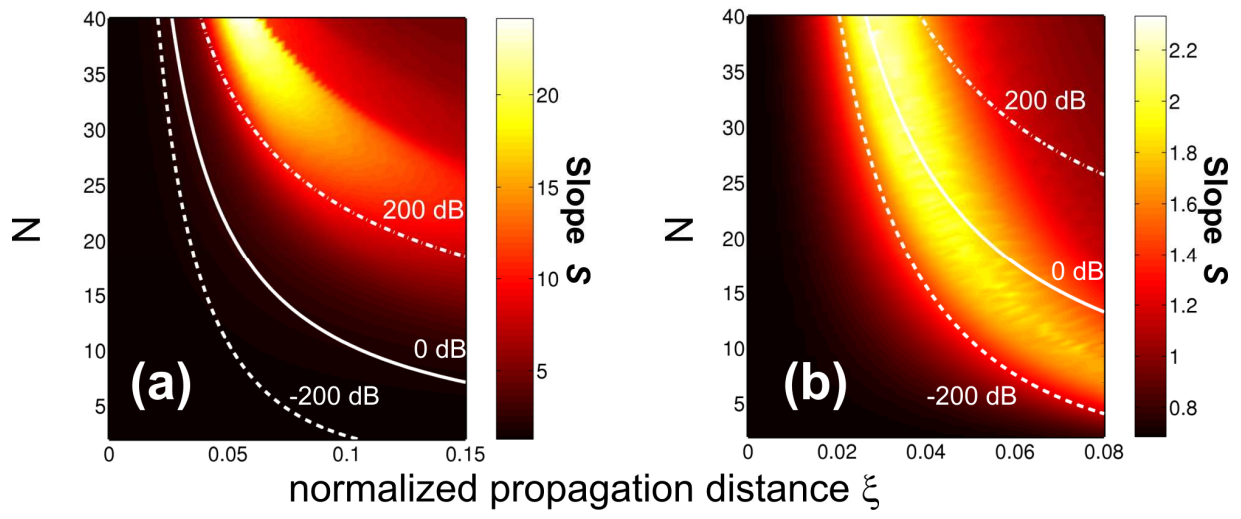 40
35
30
25
20
15
10
5
N
0
0.05
0.1
0.15
(a)
200 dB
0 dB
-200 dB
20
15
10
5
Slope S
40
35
30
25
20
15
10
5
N
0
0.02
0.04
0.06
0.08
(b)
200 dB
0 dB
-200 dB
2.2
2
1.8
1.6
1.4
1.2
1
0.8
Slope S
normalized propagation distance ξ